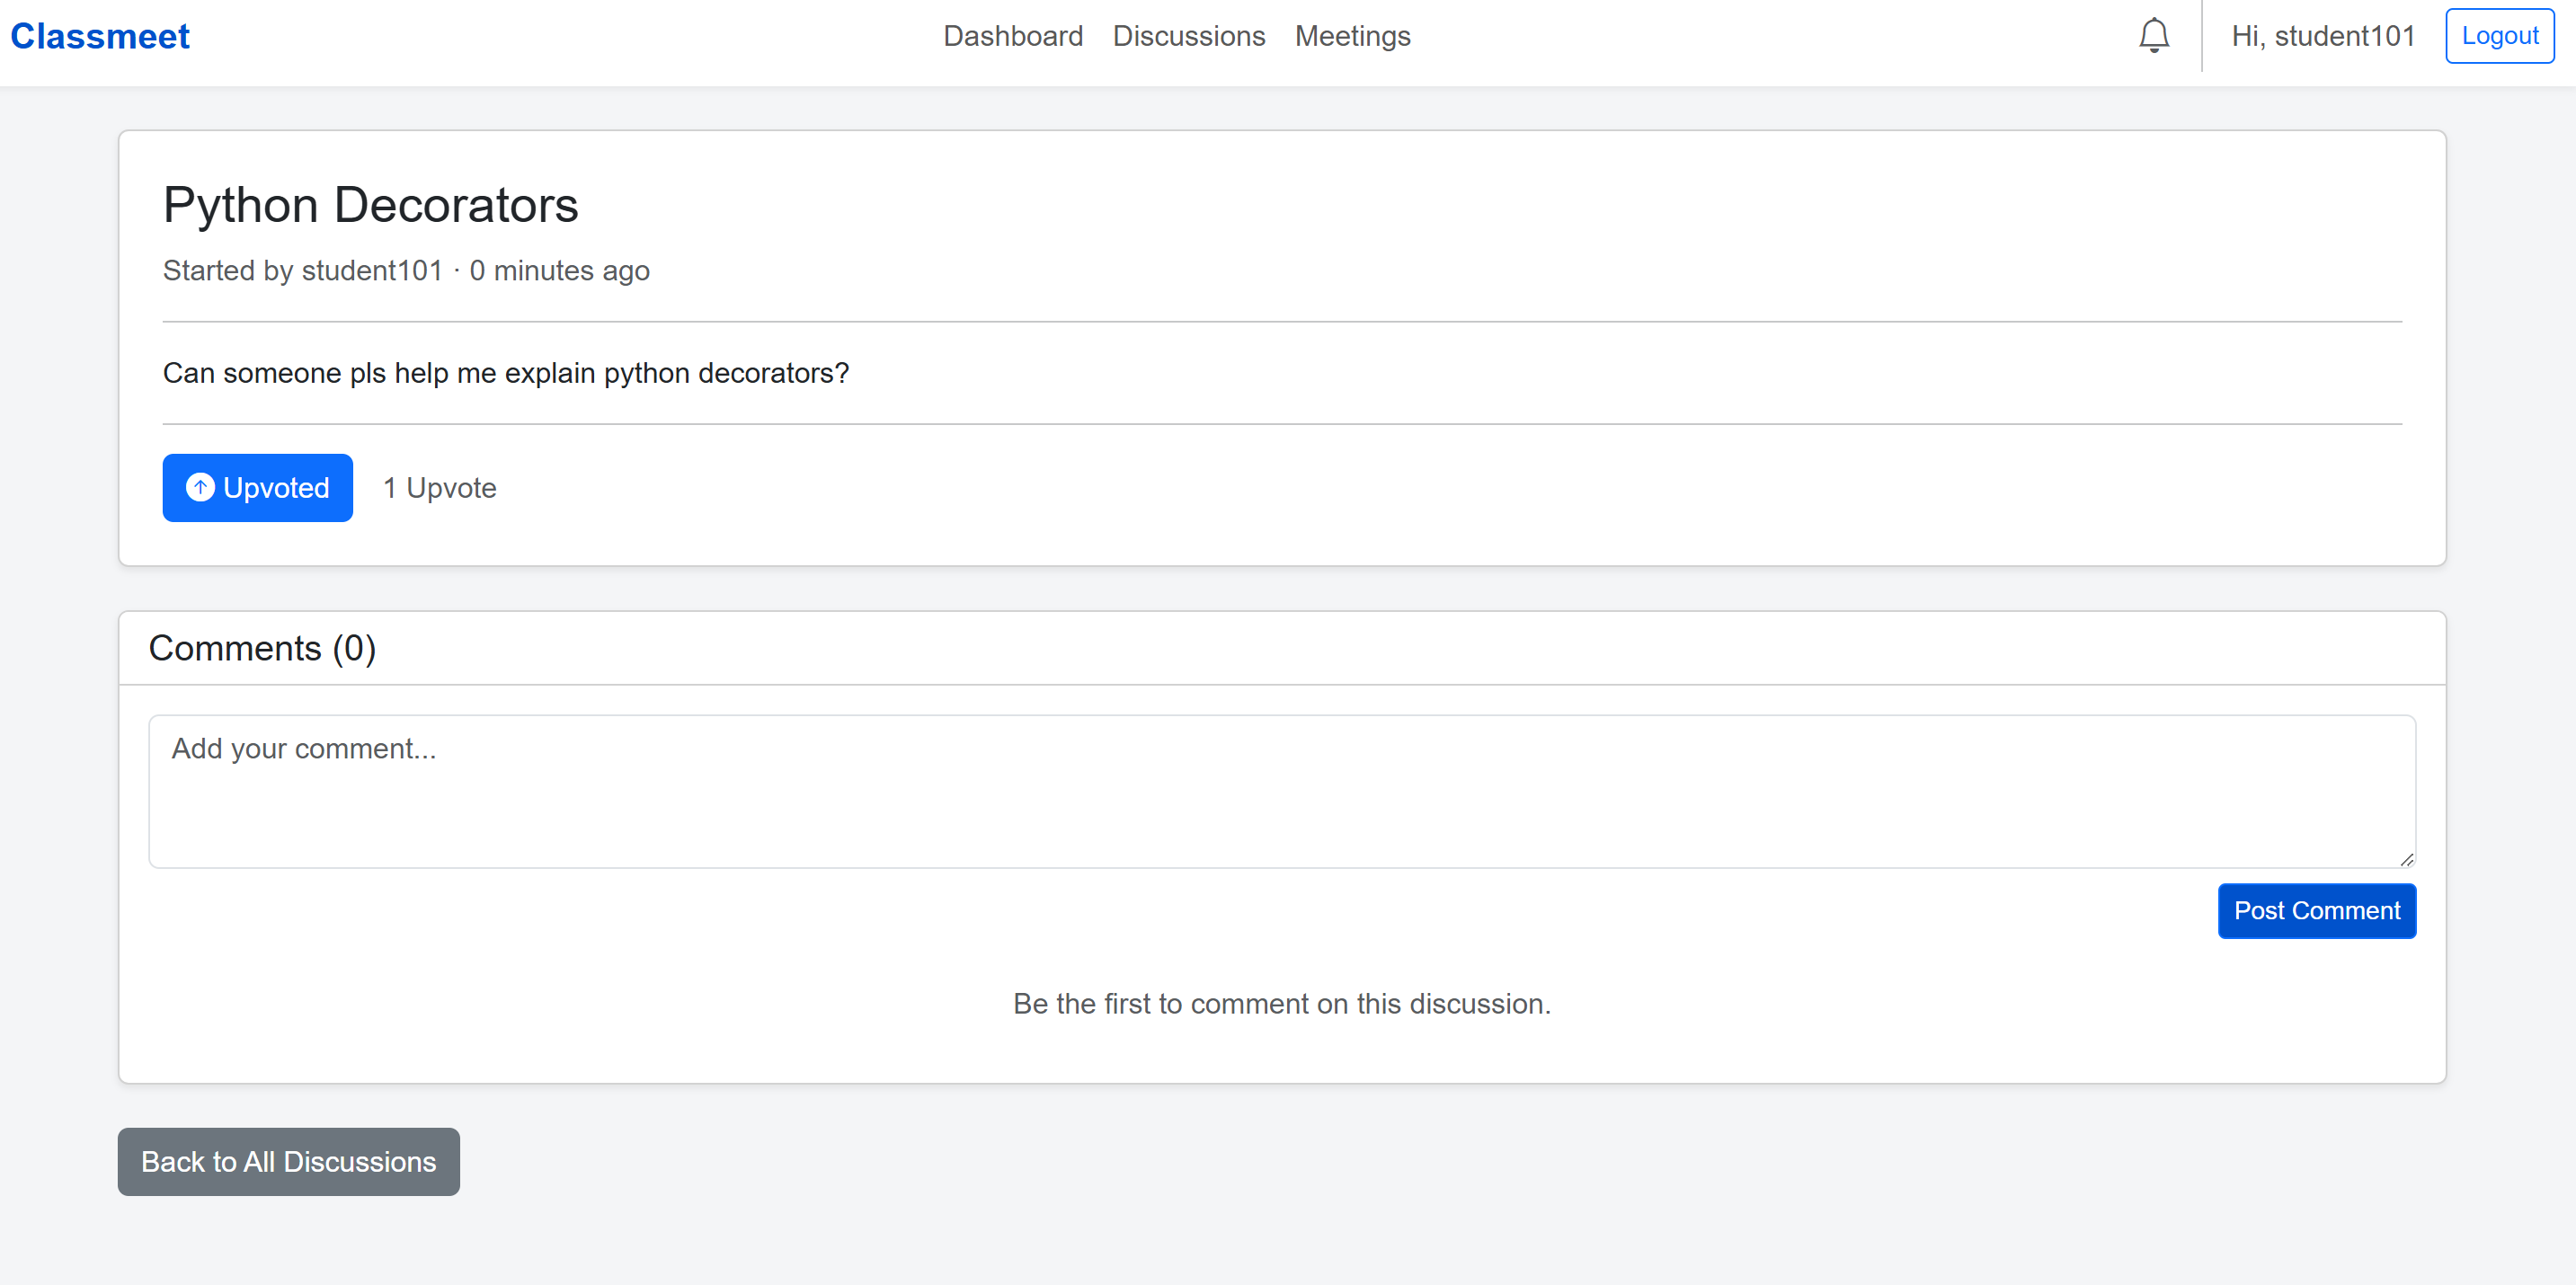 Classmeet Dashboard Discussions Meetings Hi, student101 Logout
Python Decorators
Started by student101 · 0 minutes ago
Can someone pls help me explain python decorators?
Upvoted 1 Upvote
Comments (0)
Add your comment...
Post Comment
Be the first to comment on this discussion.
Back to All Discussions